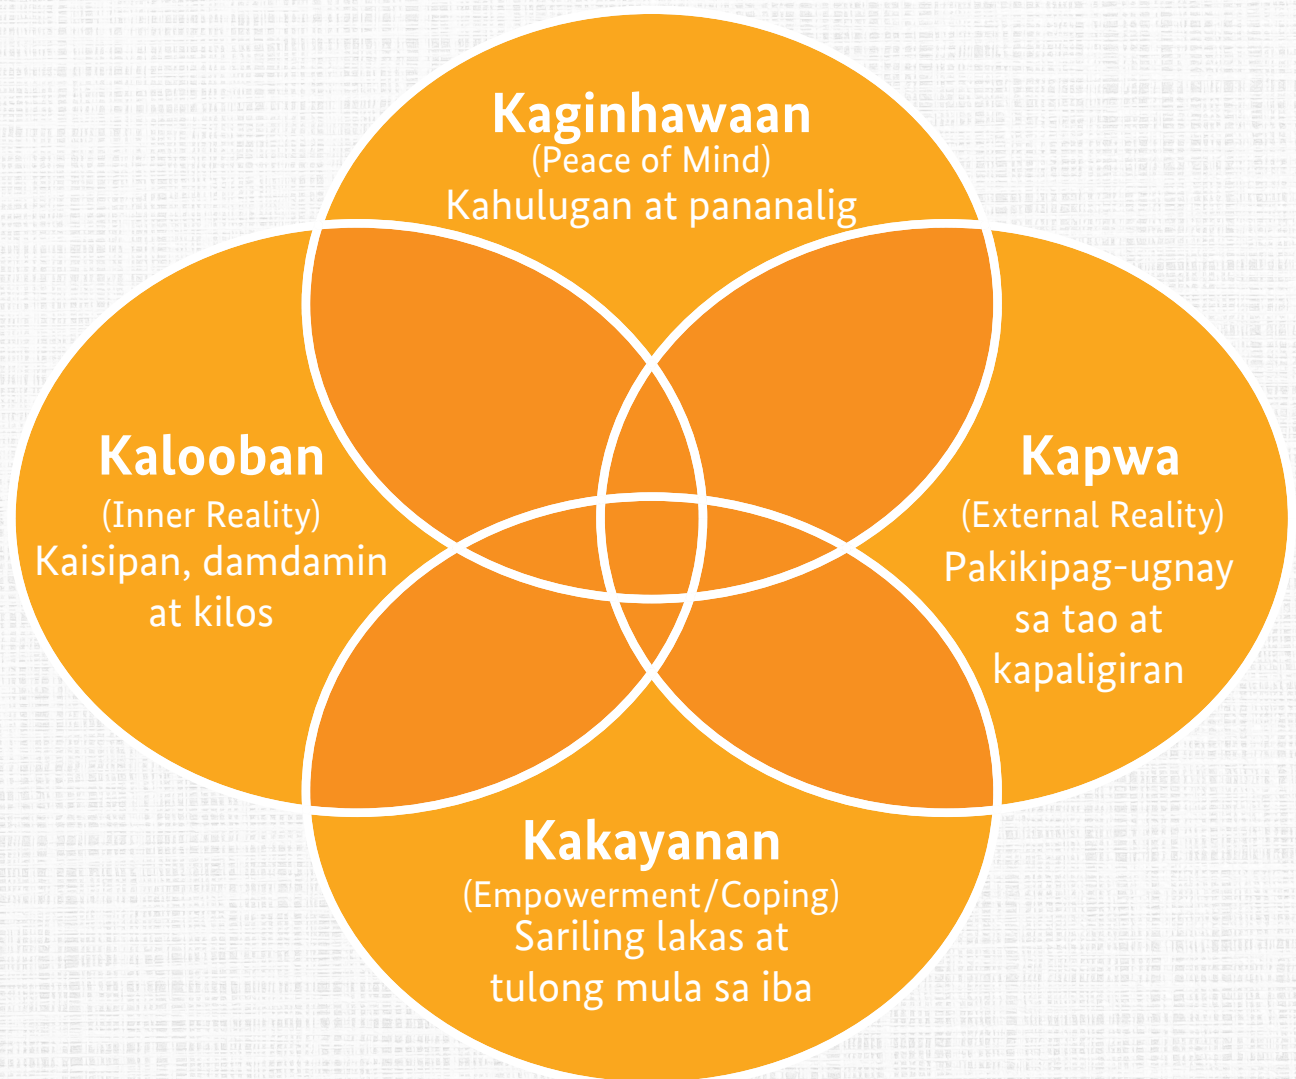 Kaginhawaan
(Peace of Mind)
Kahulugan at pananalig
Kalooban
(Inner Reality)
Kaisipan, damdamin
at kilos
Kapwa
(External Reality)
Pakikipag-ugnay
sa tao at
kapaligiran
Kakayanan
(Empowerment/Coping)
Sariling lakas at
tulong mula sa iba